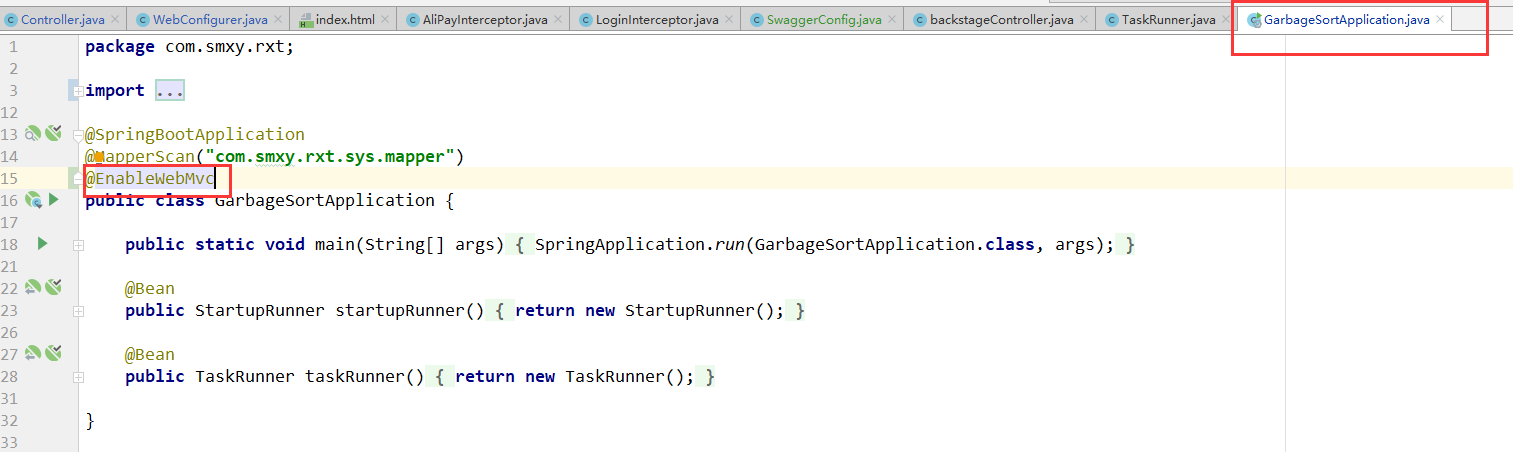 Controller.java WebConfigurer.java index.html AliPayInterceptor.java LoginInterceptor.java SwaggerConfig.java backstageController.java TaskRunner.java GarbageSortApplication.java
1 package com.smxy.rxt;
2
3 import ...
12
13 @SpringBootApplication
14 @MapperScan("com.smxy.rxt.sys.mapper")
15 @EnableWebMvc
16 public class GarbageSortApplication {
17
18 public static void main(String[] args) { SpringApplication.run(GarbageSortApplication.class, args); }
21
22 @Bean
23 public StartupRunner startupRunner() { return new StartupRunner(); }
26
27 @Bean
28 public TaskRunner taskRunner() { return new TaskRunner(); }
31
32 }
33